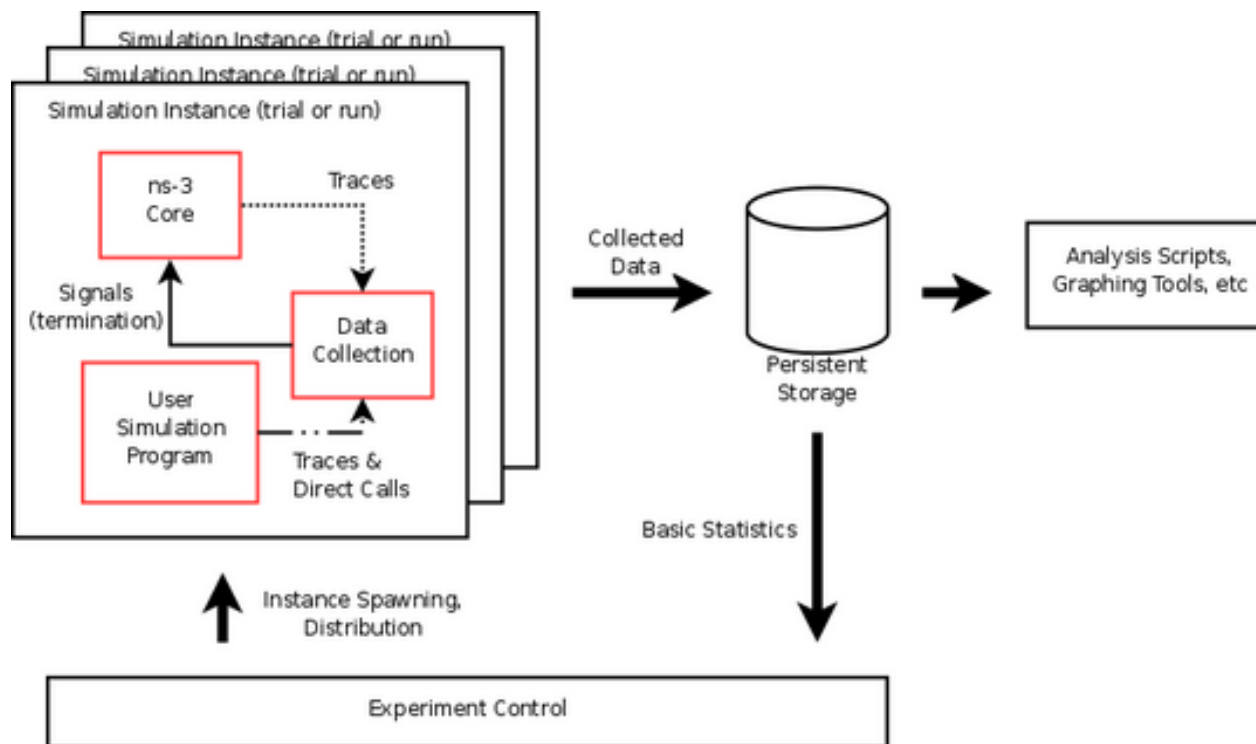 Simulation Instance (trial or run)
Simulation Instance (trial or run)
Simulation Instance (trial or run)
ns-3
Core
Traces
Signals
(termination)
Data
Collection
User
Simulation
Program
Traces &
Direct Calls
Collected
Data
Persistent
Storage
Analysis Scripts,
Graphing Tools, etc
Basic Statistics
Instance Spawning,
Distribution
Experiment Control